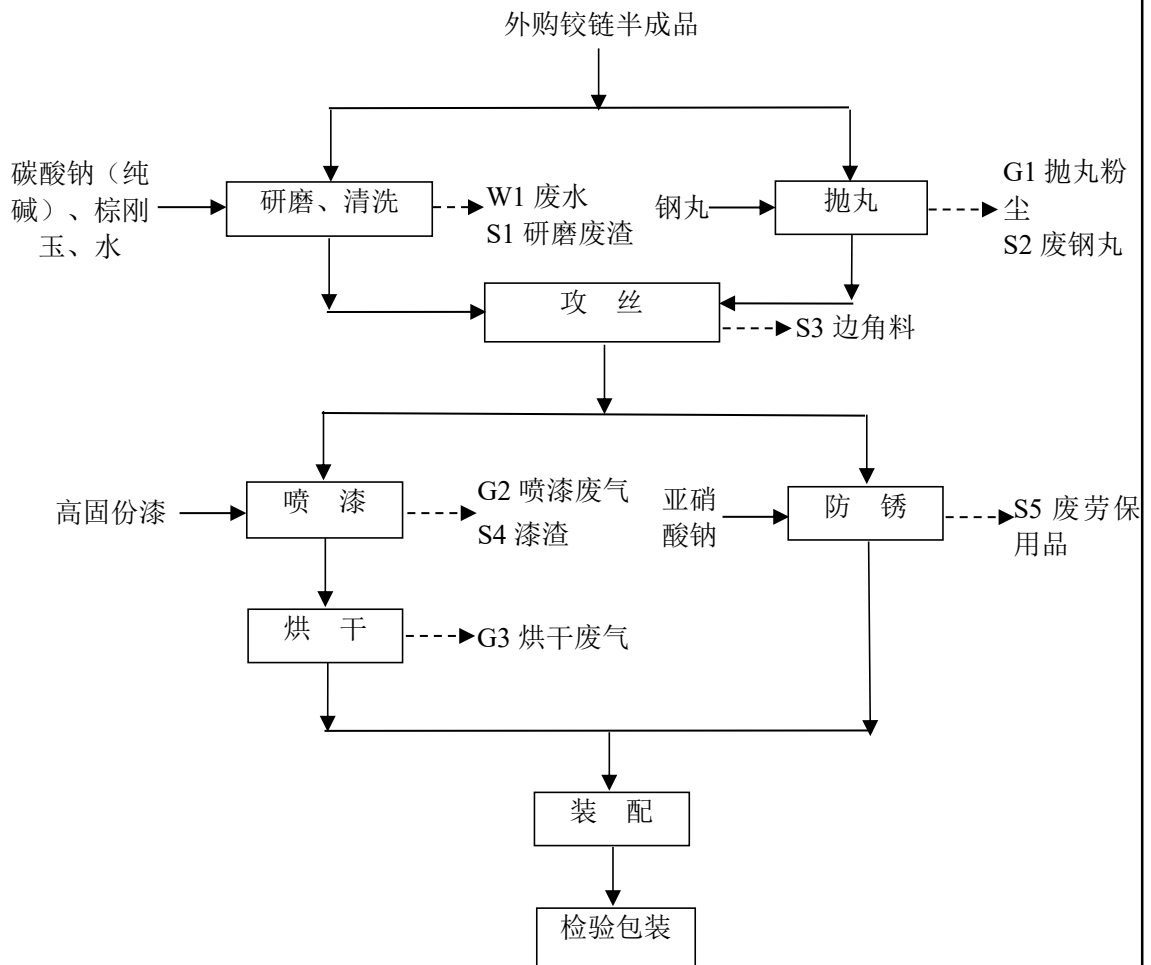 外购铰链半成品
碳酸钠（纯
碱）、棕刚
玉、水
研磨、清洗
W1 废水
S1 研磨废渣
钢丸
抛丸
G1 抛丸粉
尘
S2 废钢丸
攻 丝
S3 边角料
高固份漆
喷 漆
G2 喷漆废气
S4 漆渣
亚硝
酸钠
防 锈
S5 废劳保
用品
烘 干
G3 烘干废气
装 配
检验包装